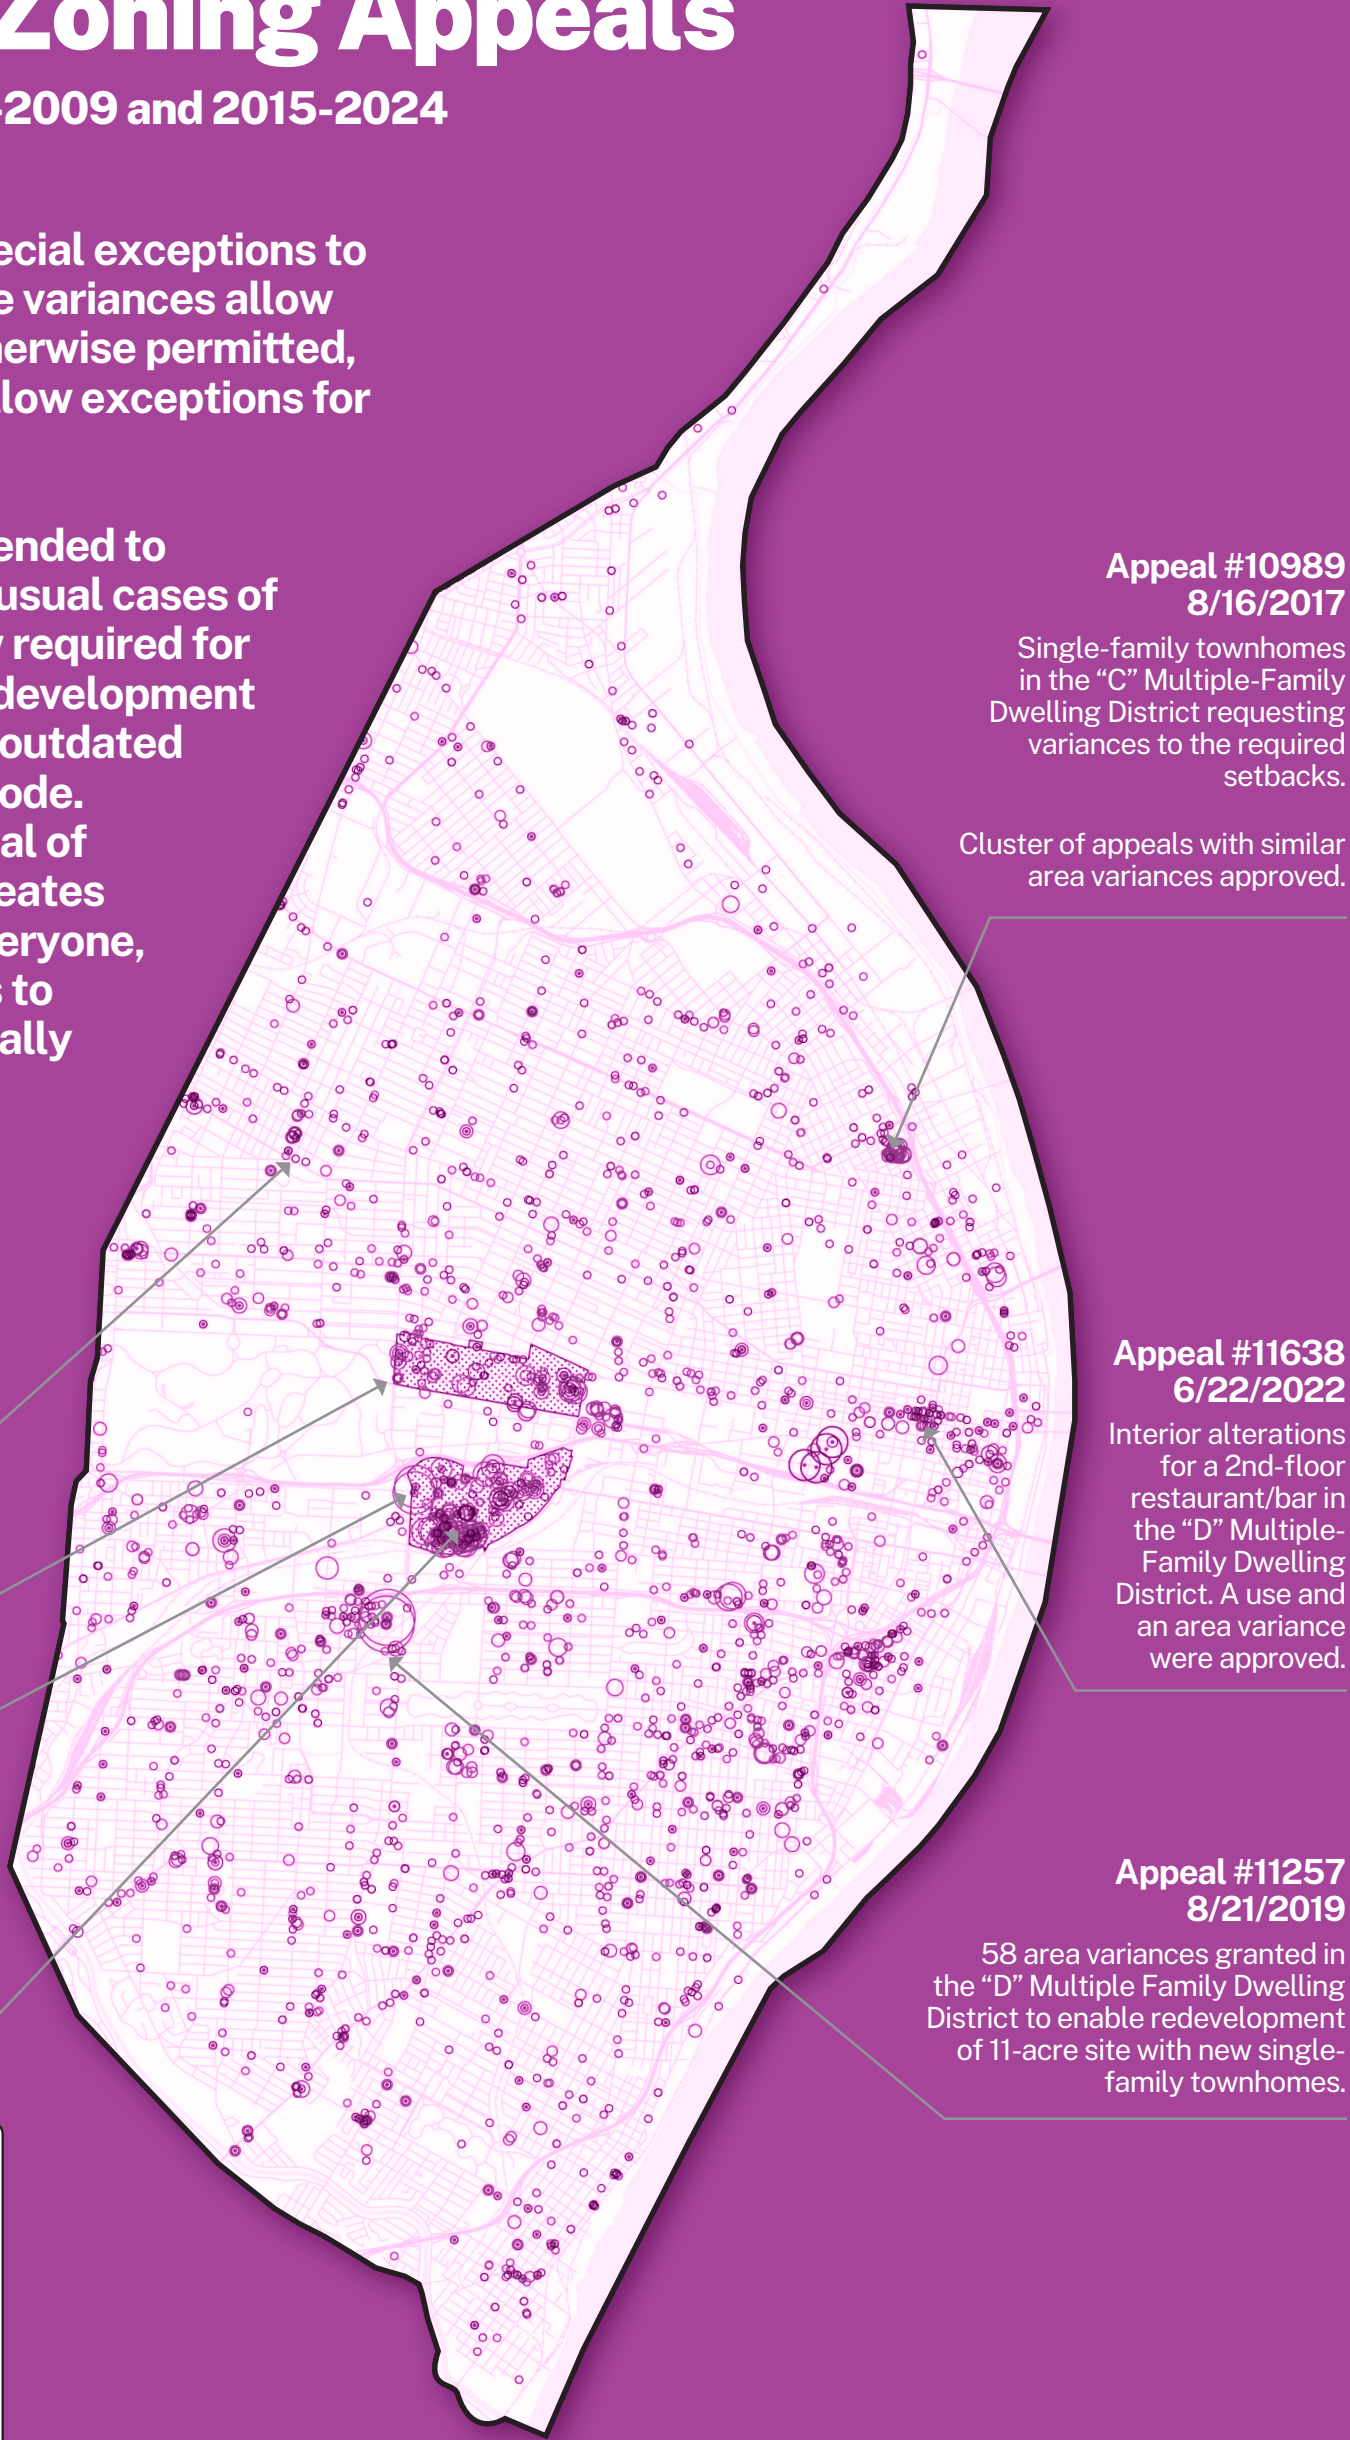 Zoning Appeals
-2009 and 2015-2024
ecial exceptions to
e variances allow
erwise permitted,
low exceptions for
ended to
usual cases of
required for
development
outdated
ode.
al of
eates
eryone,
s to
ally
Appeal #10989
8/16/2017
Single-family townhomes
in the “C” Multiple-Family
Dwelling District requesting
variances to the required
setbacks.
Cluster of appeals with similar
area variances approved.
Appeal #11638
6/22/2022
Interior alterations
for a 2nd-floor
restaurant/bar in
the “D” Multiple-
Family Dwelling
District. A use and
an area variance
were approved.
Appeal #11257
8/21/2019
58 area variances granted in
the “D” Multiple Family Dwelling
District to enable redevelopment
of 11-acre site with new single-
family townhomes.